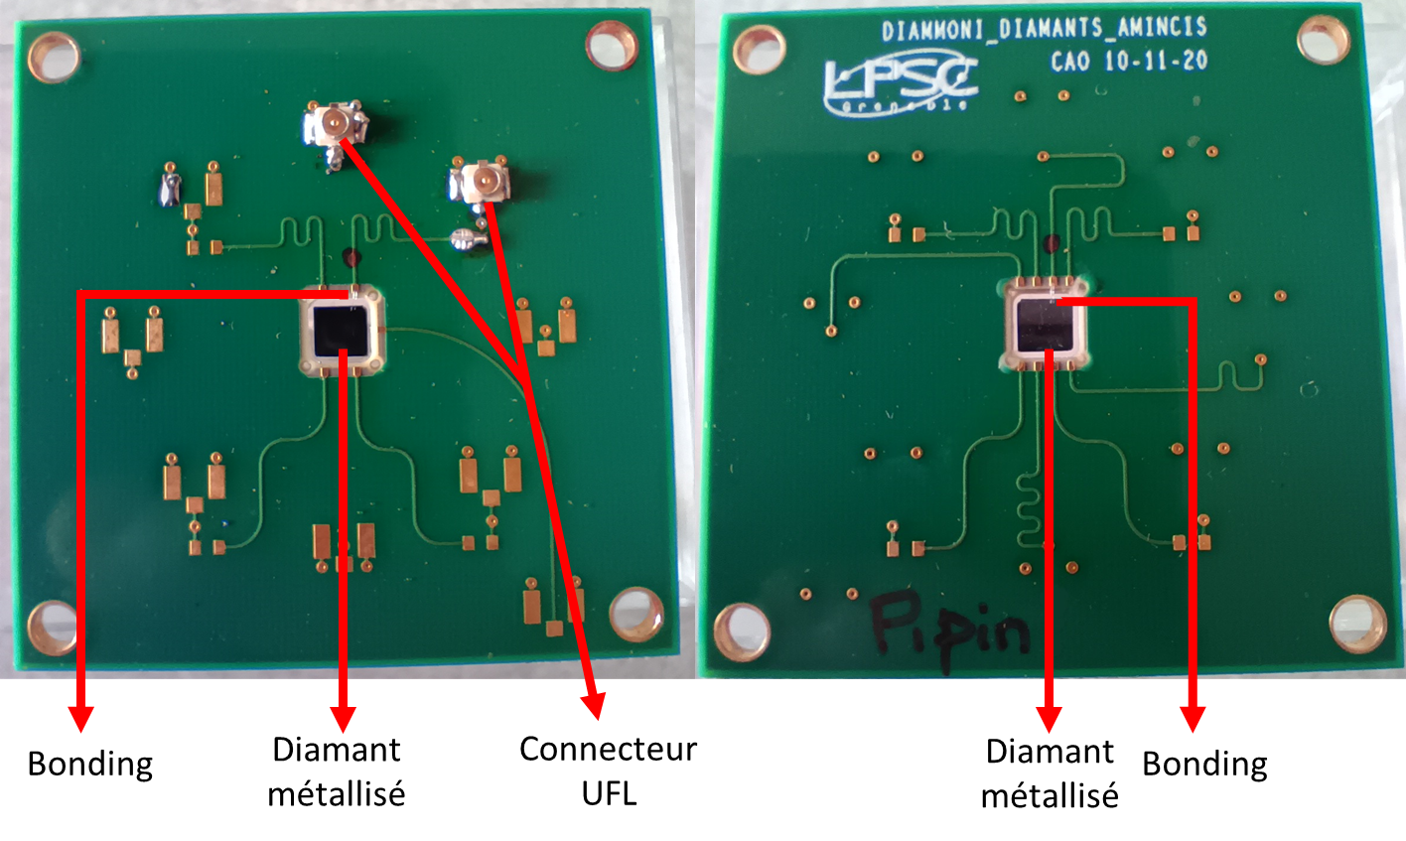 DIAMMONI_DIAMANTS_AMINCIS
CAO 10-11-20
LPSC
Grenoble
Pipin
Bonding
Diamant
métallisé
Connecteur
UFL
Diamant
métallisé
Bonding